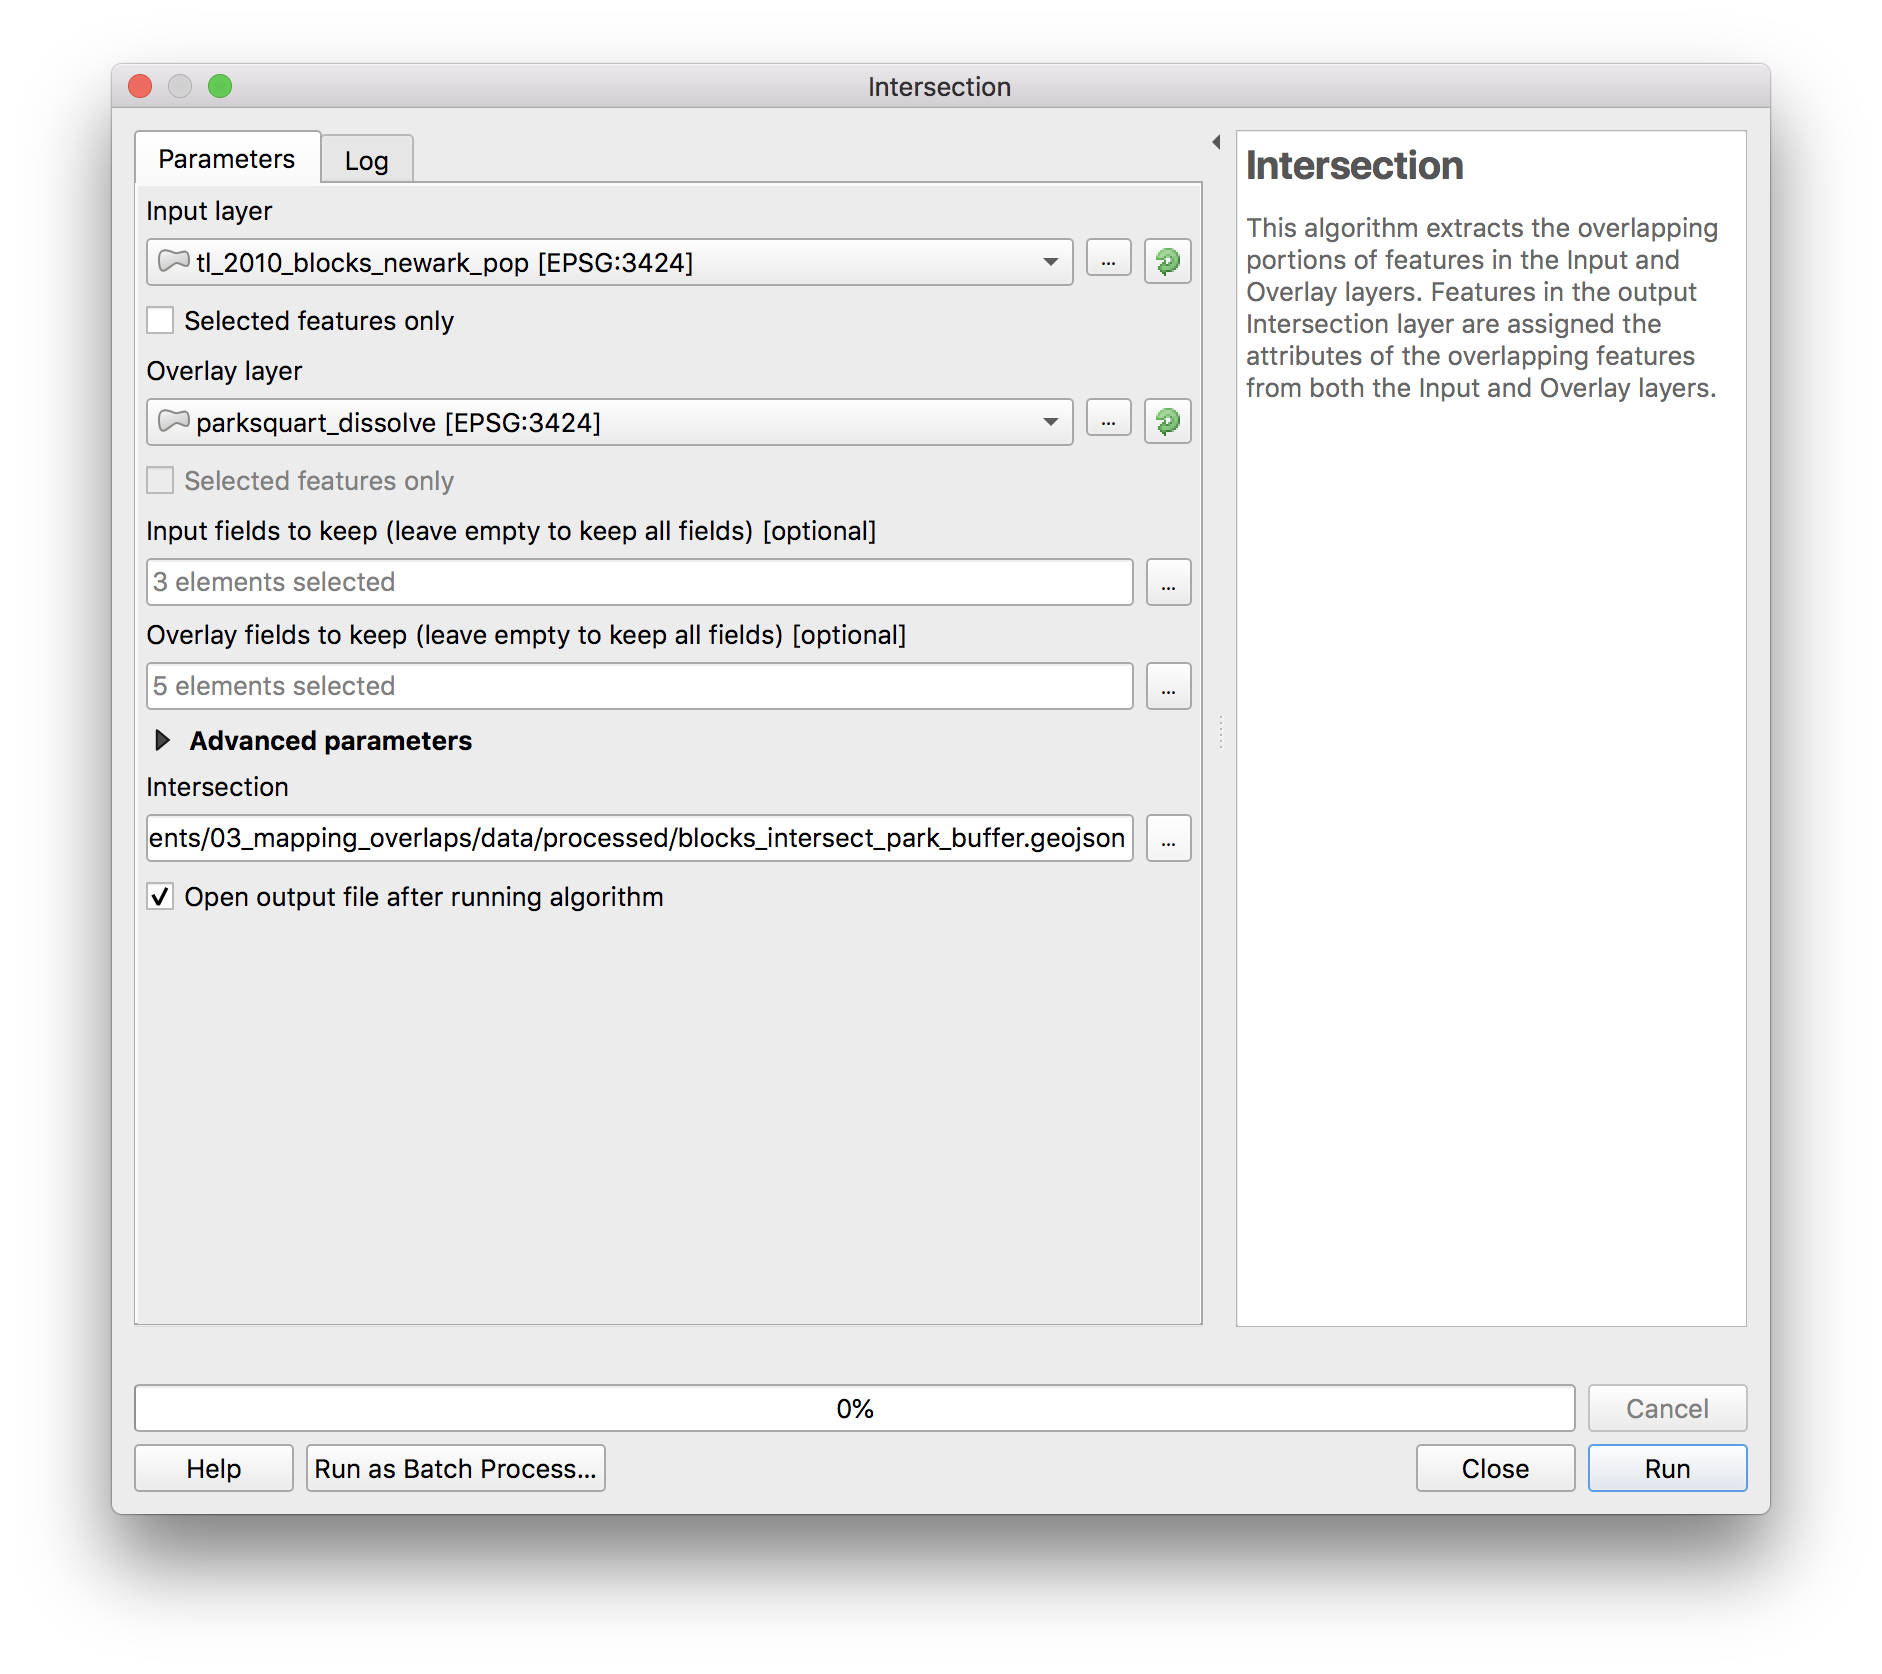 Intersection
Parameters
Log
Input layer
tl_2010_blocks_newark_pop [EPSG:3424]
...
Selected features only
Overlay layer
parksquart_dissolve [EPSG:3424]
...
Selected features only
Input fields to keep (leave empty to keep all fields) [optional]
3 elements selected
...
Overlay fields to keep (leave empty to keep all fields) [optional]
5 elements selected
...
Advanced parameters
Intersection
ents/03_mapping_overlaps/data/processed/blocks_intersect_park_buffer.geojson
...
Open output file after running algorithm
Intersection
This algorithm extracts the overlapping
portions of features in the Input and
Overlay layers. Features in the output
Intersection layer are assigned the
attributes of the overlapping features
from both the Input and Overlay layers.
0%
Cancel
Help
Run as Batch Process...
Close
Run